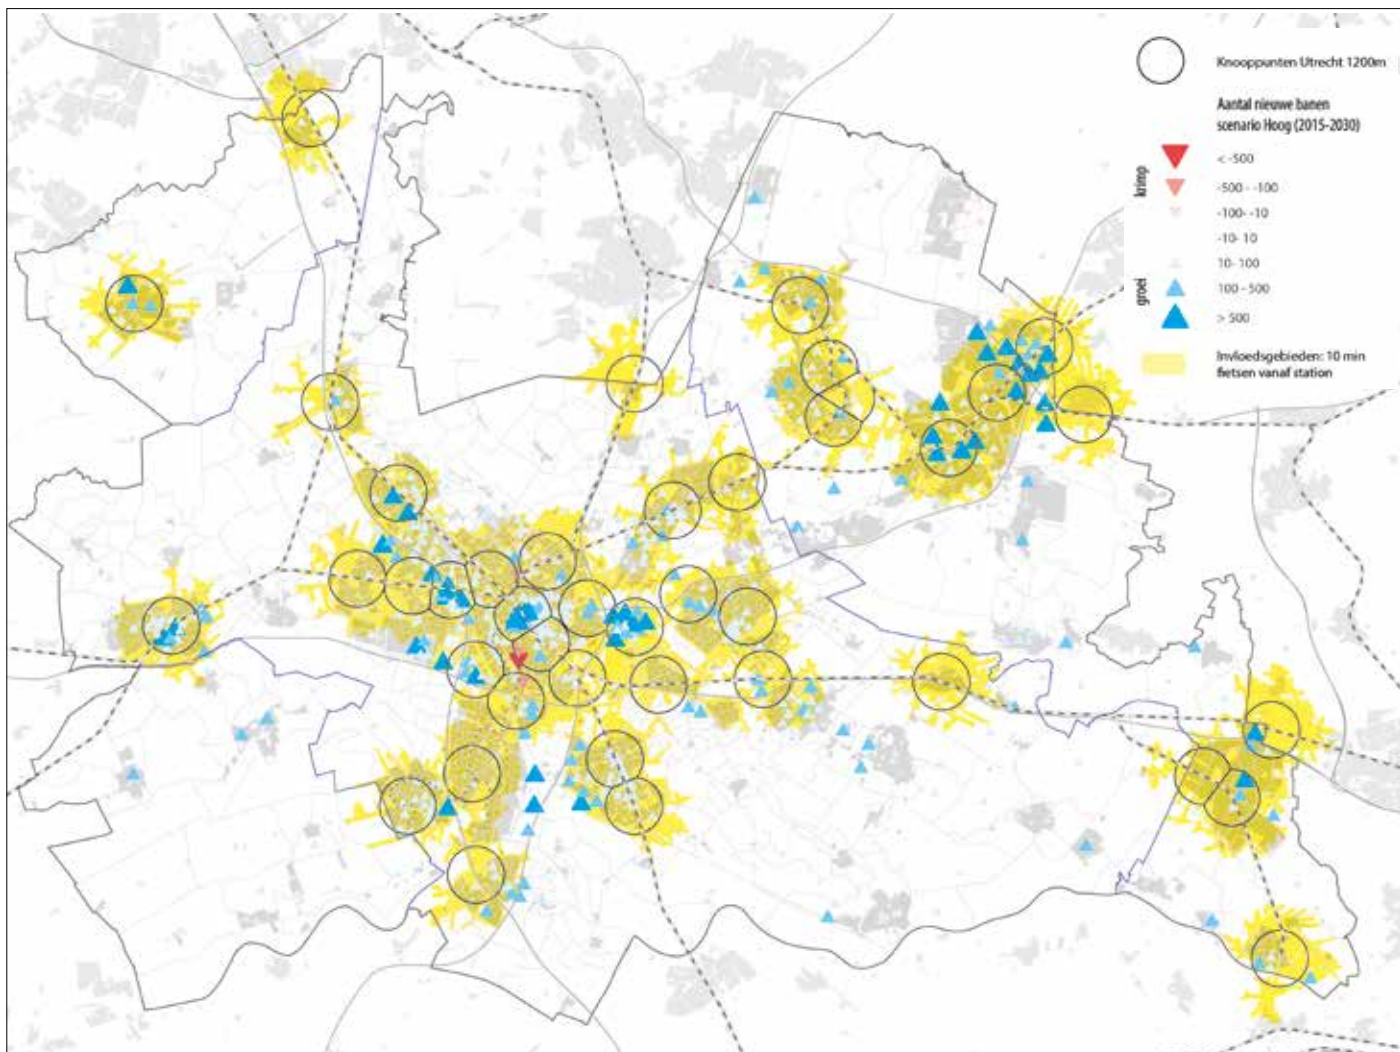 Knooppunten Utrecht 1200m
Aantal nieuwe banen
scenario Hoog (2015-2030)
krimp
< -500
-500 - -100
-100- -10
-10- 10
10- 100
groei
100 - 500
> 500
Invloedsgebieden: 10 min
fietsen vanaf station